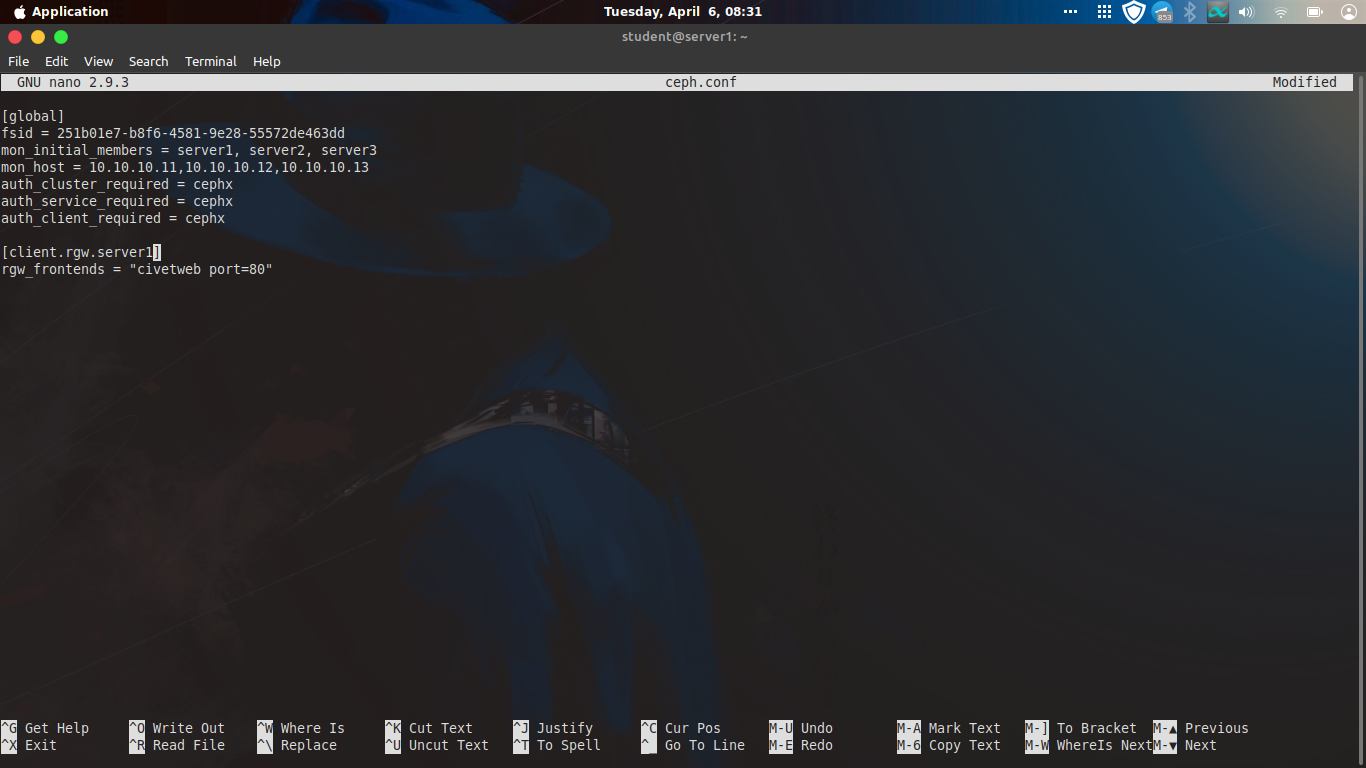 Application
Tuesday, April 6, 08:31
853
student@server1: ~
File Edit View Search Terminal Help
GNU nano 2.9.3 ceph.conf Modified
[global]
fsid = 251b01e7-b8f6-4581-9e28-55572de463dd
mon_initial_members = server1, server2, server3
mon_host = 10.10.10.11,10.10.10.12,10.10.10.13
auth_cluster_required = cephx
auth_service_required = cephx
auth_client_required = cephx
[client.rgw.server1]
rgw_frontends = "civetweb port=80"
^G Get Help ^O Write Out ^W Where Is ^K Cut Text ^J Justify ^C Cur Pos M-U Undo M-A Mark Text M-] To Bracket M-▲ Previous
^X Exit ^R Read File ^\ Replace ^U Uncut Text ^T To Spell ^_ Go To Line M-E Redo M-6 Copy Text M-W WhereIs Next M-▼ Next